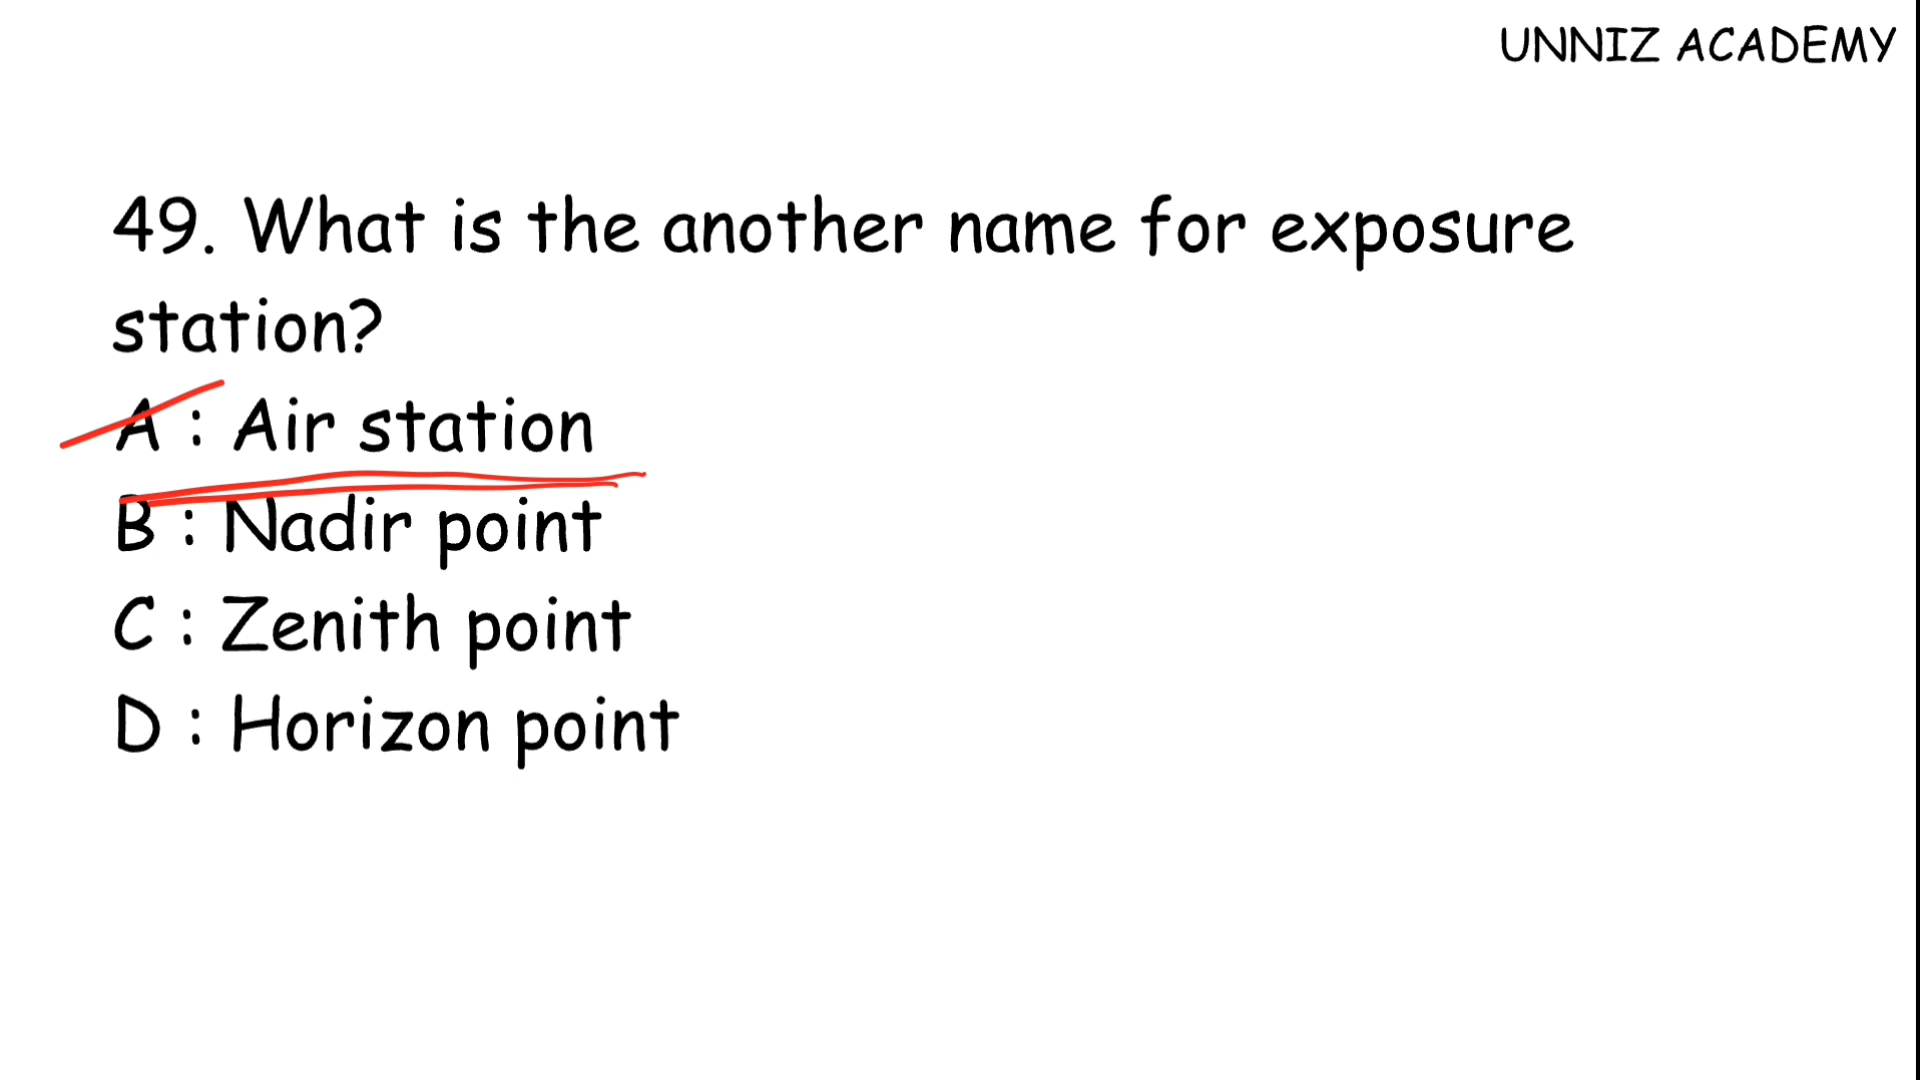 UNNIZ ACADEMY
49. What is the another name for exposure
station?
A : Air station
B : Nadir point
C : Zenith point
D : Horizon point